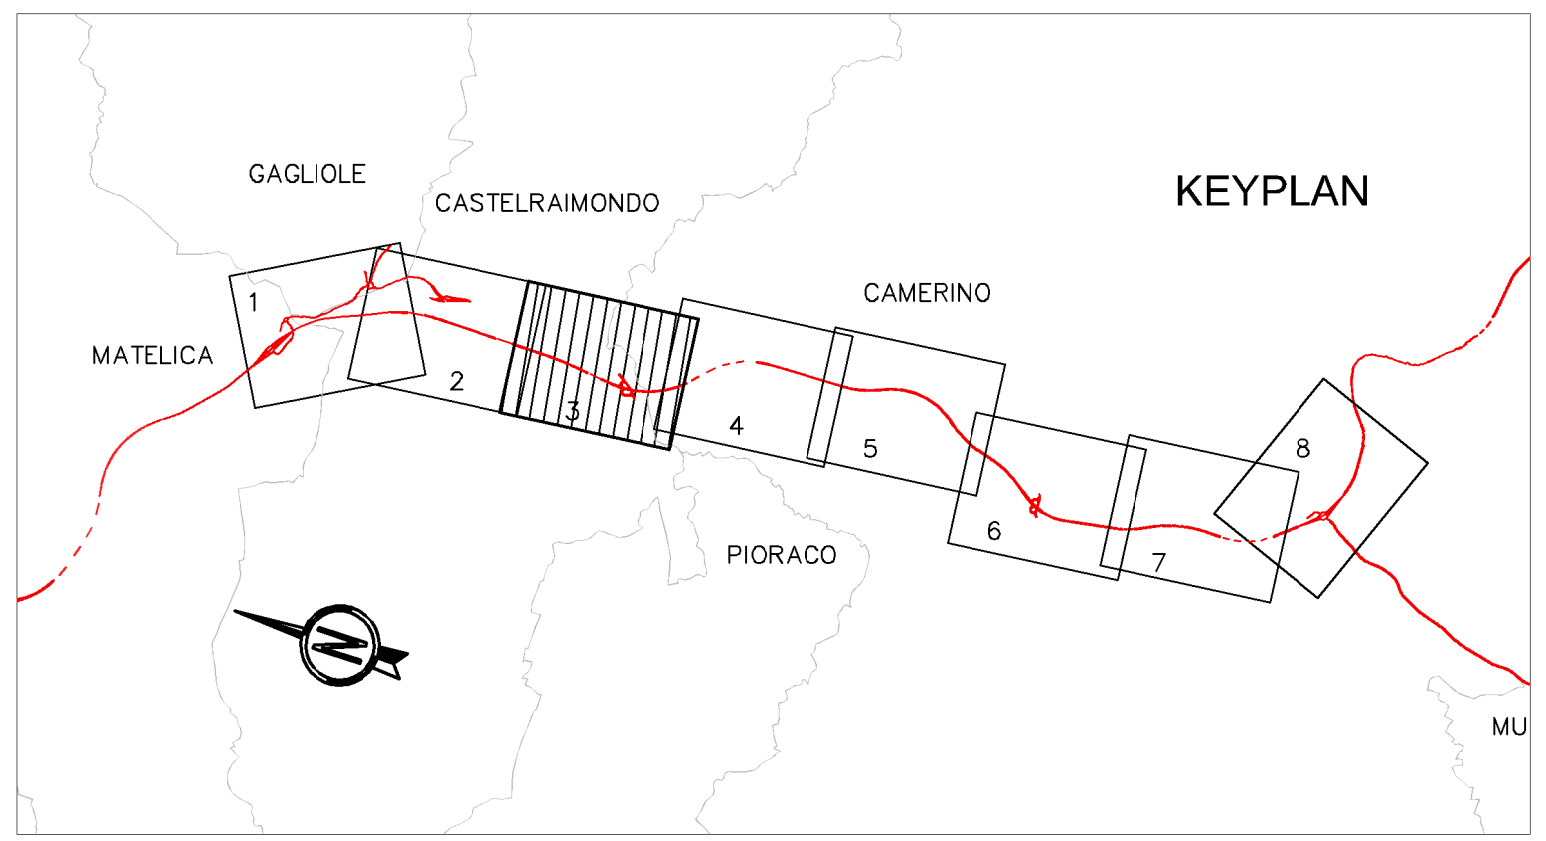 GAGLIOLE
KEYPLAN
CASTELRAIMONDO
CAMERINO
1
MATELICA
2
3
4
5
8
6
PIORACO
7
N
MU